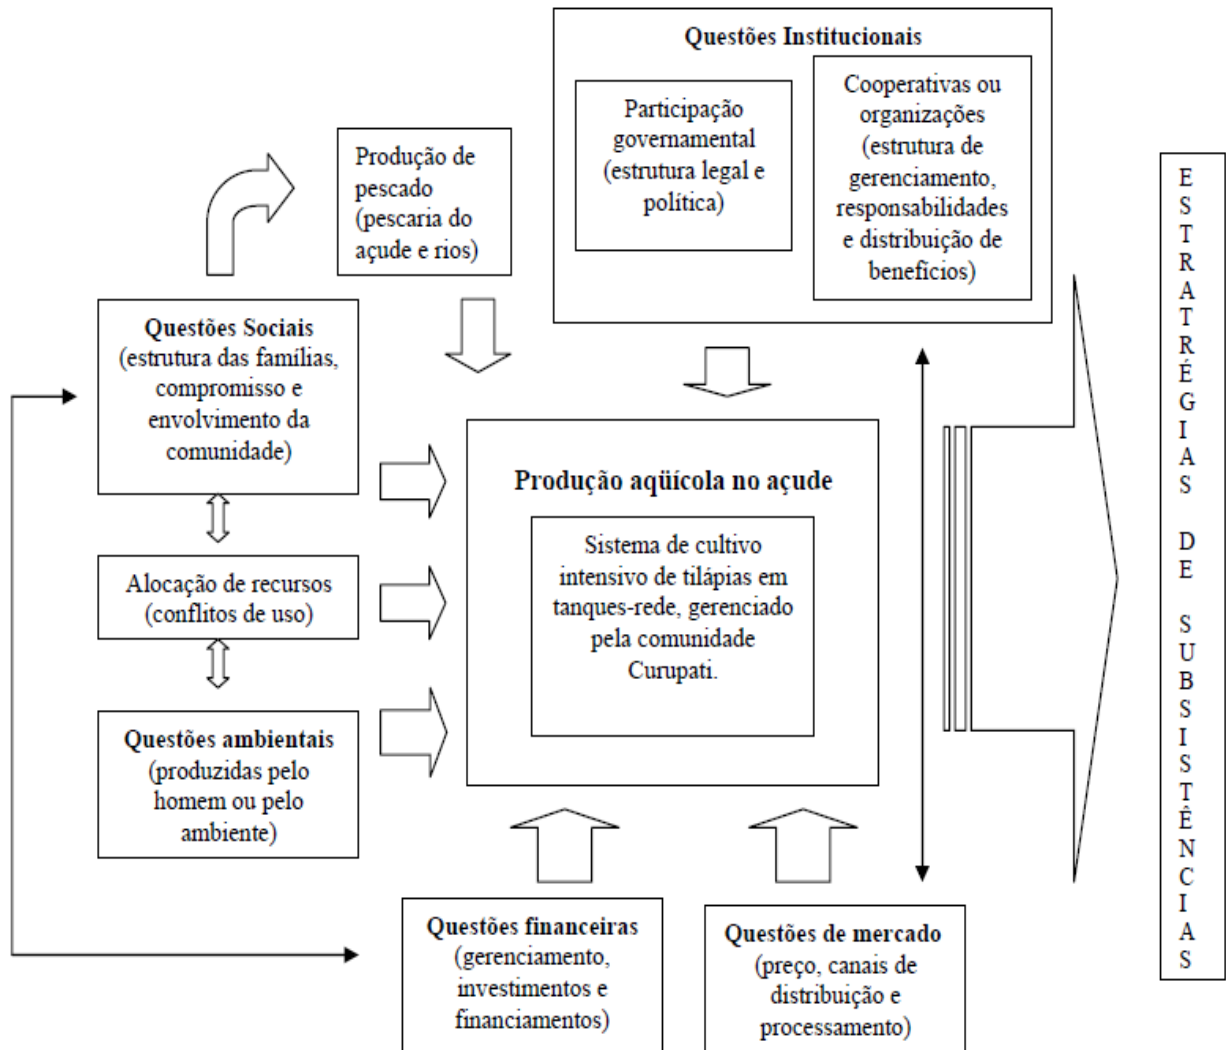 Questões Institucionais
Participação
governamental
(estrutura legal e
política)
Cooperativas ou
organizações
(estrutura de
gerenciamento,
responsabilidades
e distribuição de
benefícios)
Produção de
pescado
(pescaria do
açude e rios)
Questões Sociais
(estrutura das famílias,
compromisso e
envolvimento da
comunidade)
Alocação de recursos
(conflitos de uso)
Questões ambientais
(produzidas pelo
homem ou pelo
ambiente)
Produção aqüícola no açude
Sistema de cultivo
intensivo de tilápias em
tanques-rede, gerenciado
pela comunidade
Curupati.
Questões financeiras
(gerenciamento,
investimentos e
financiamentos)
Questões de mercado
(preço, canais de
distribuição e
processamento)
ESTRATRÉGIAS DE SUBSISTÊNCIAS